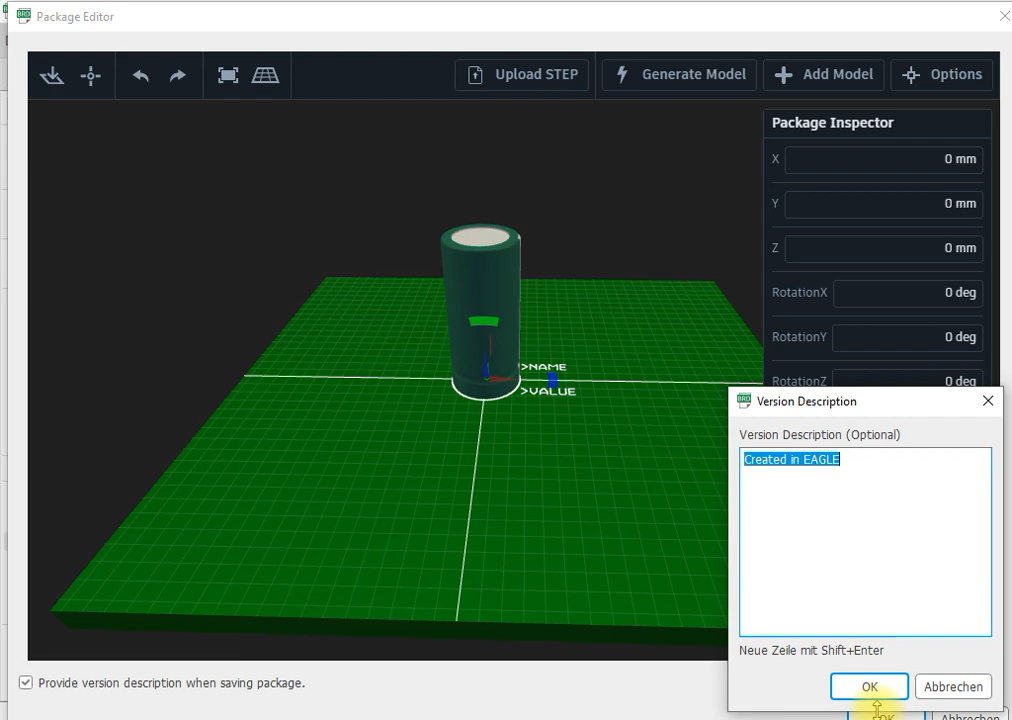 Package Editor
Upload STEP
Generate Model
Add Model
Options
Package Inspector
X 0 mm
Y 0 mm
Z 0 mm
RotationX 0 deg
RotationY 0 deg
RotationZ 0 deg
>NAME
>VALUE
Version Description
Version Description (Optional)
Created in EAGLE
Neue Zeile mit Shift+Enter
OK Abbrechen
Provide version description when saving package.
OK Abbrechen